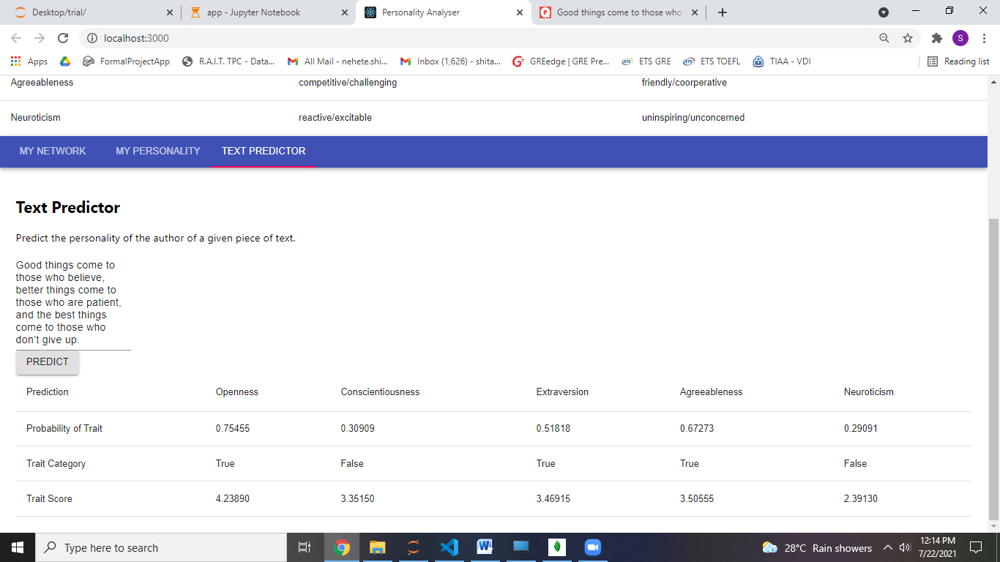 Desktop/trial/ app - Jupyter Notebook Personality Analyser Good things come to those who
localhost:3000 S
Apps FormalProjectApp R.A.I.T. TPC - Data... All Mail - nehete.shi... Inbox (1,626) - shita... GREedge | GRE Pre... ETS ETS GRE ETS ETS TOEFL TIAA - VDI Reading list
Agreeableness competitive/challenging friendly/coorperative
Neuroticism reactive/excitable uninspiring/unconcerned
MY NETWORK MY PERSONALITY TEXT PREDICTOR
Text Predictor
Predict the personality of the author of a given piece of text.
Good things come to
those who believe,
better things come to
those who are patient,
and the best things
come to those who
don't give up.
PREDICT
Prediction Openness Conscientiousness Extraversion Agreeableness Neuroticism
Probability of Trait 0.75455 0.30909 0.51818 0.67273 0.29091
Trait Category True False True True False
Trait Score 4.23890 3.35150 3.46915 3.50555 2.39130
Type here to search 28°C Rain showers 12:14 PM
7/22/2021